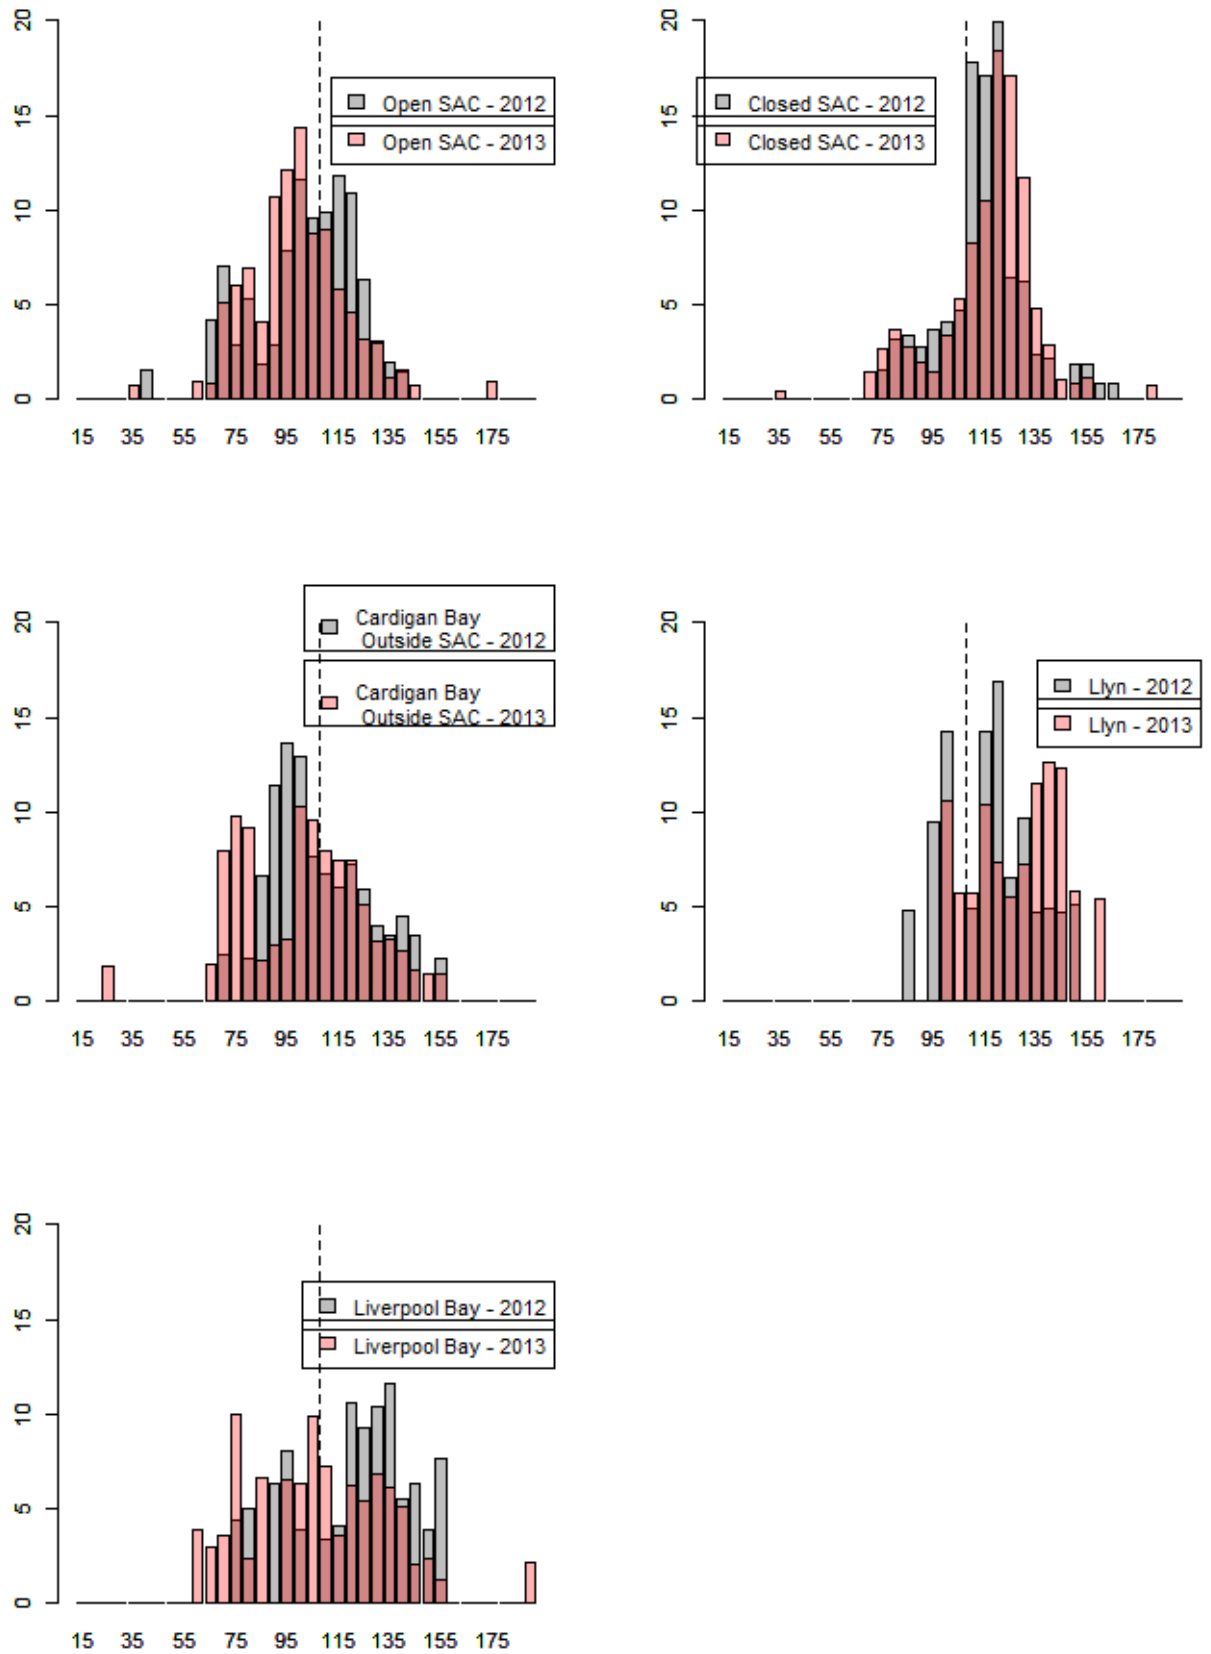 20
15
10
5
0
Open SAC - 2012
Open SAC - 2013
15 35 55 75 95 115 135 155 175
20
15
10
5
0
Closed SAC - 2012
Closed SAC - 2013
15 35 55 75 95 115 135 155 175
20
15
10
5
0
Cardigan Bay
Outside SAC - 2012
Cardigan Bay
Outside SAC - 2013
15 35 55 75 95 115 135 155 175
20
15
10
5
0
Llyn - 2012
Llyn - 2013
15 35 55 75 95 115 135 155 175
20
15
10
5
0
Liverpool Bay - 2012
Liverpool Bay - 2013
15 35 55 75 95 115 135 155 175